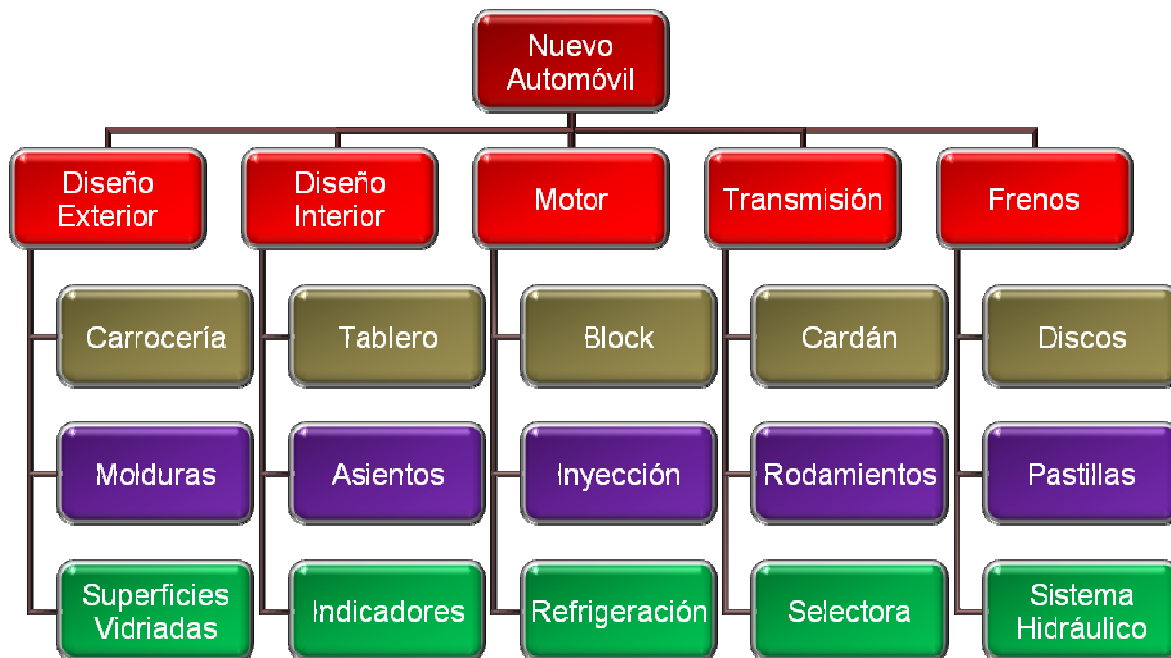 Nuevo
Automóvil
Diseño
Exterior
Diseño
Interior
Motor
Transmisión
Frenos
Carrocería
Tablero
Block
Cardán
Discos
Molduras
Asientos
Inyección
Rodamientos
Pastillas
Superficies
Vidriadas
Indicadores
Refrigeración
Selectora
Sistema
Hidráulico